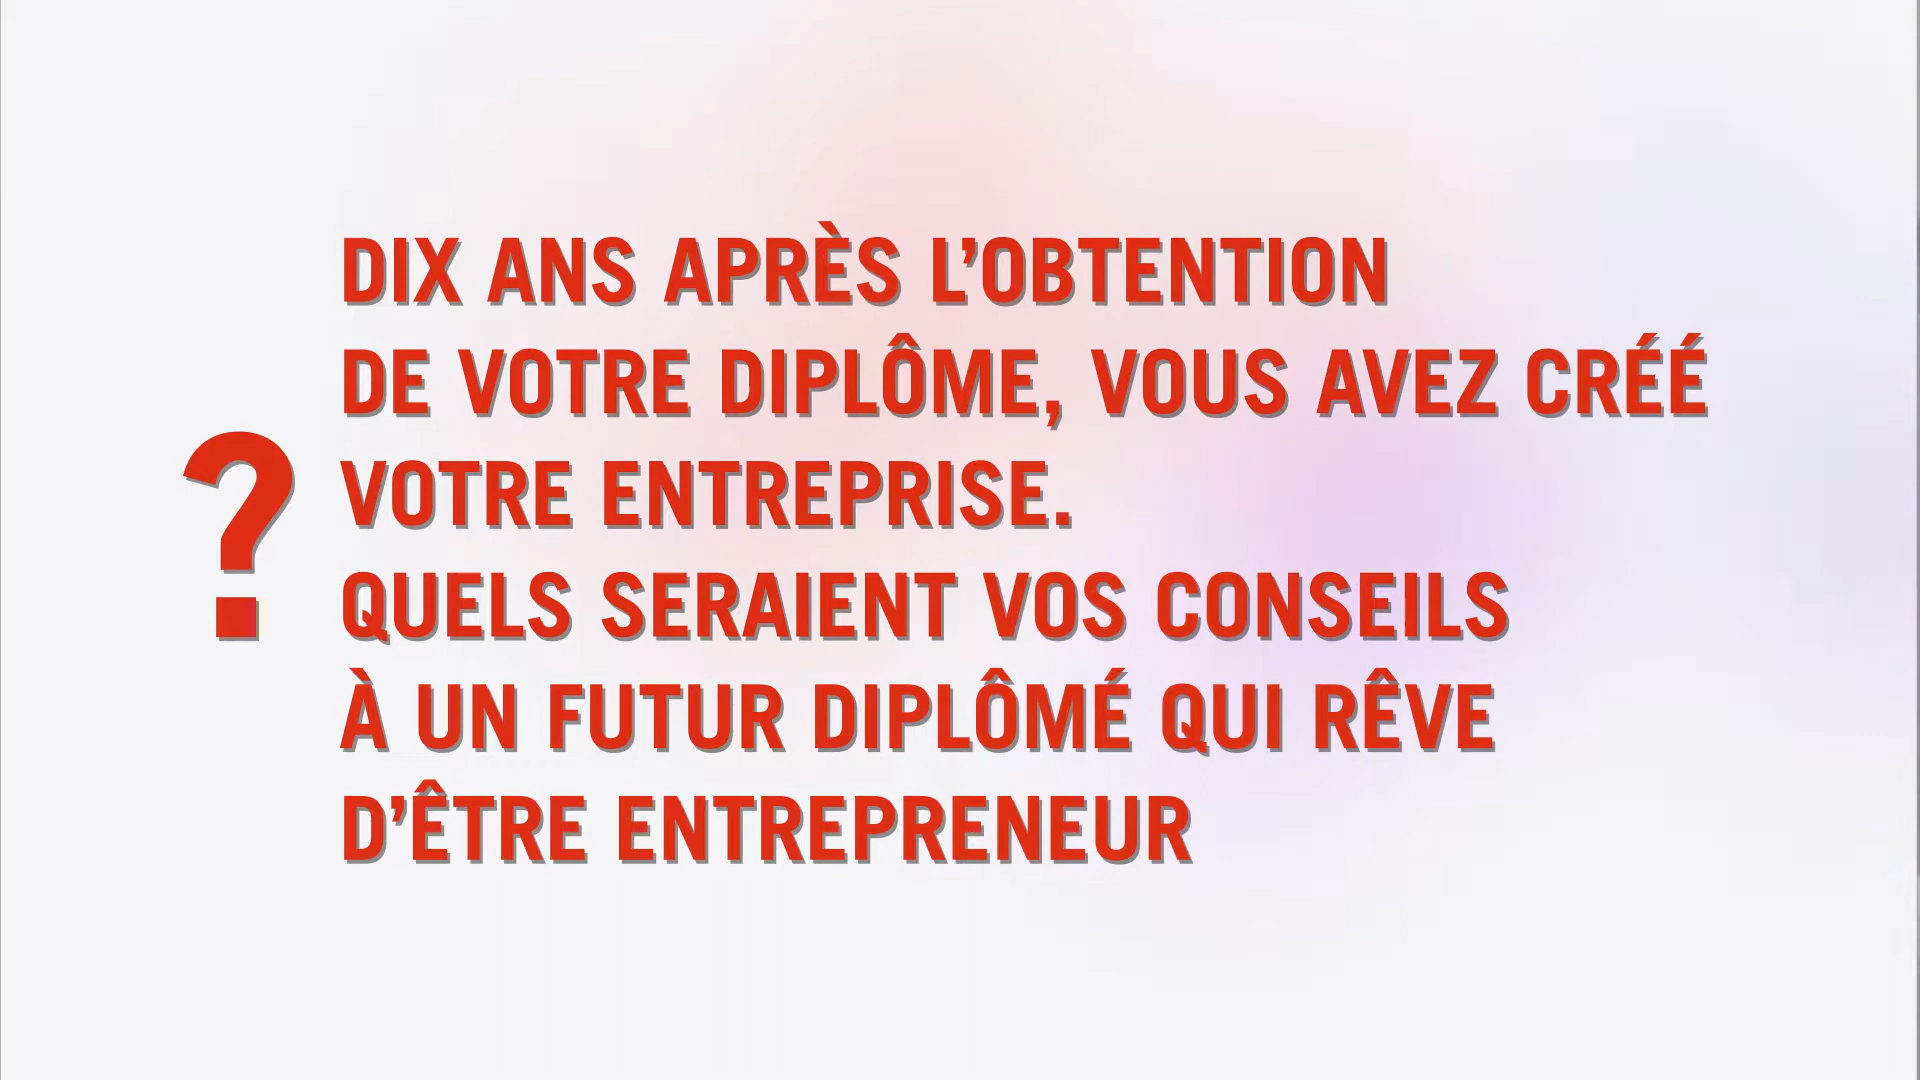 DIX ANS APRÈS L’OBTENTION
DE VOTRE DIPLÔME, VOUS AVEZ CRÉÉ
VOTRE ENTREPRISE.
?
QUELS SERAIENT VOS CONSEILS
À UN FUTUR DIPLÔMÉ QUI RÊVE
D’ÊTRE ENTREPRENEUR